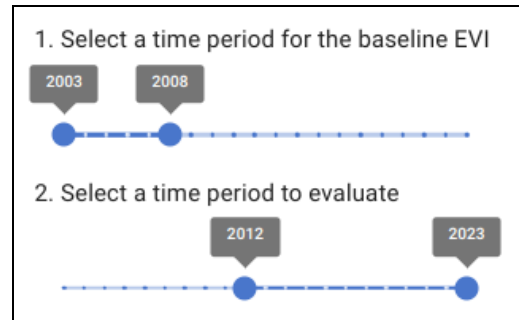 1. Select a time period for the baseline EVI
2003 2008
2. Select a time period to evaluate
2012 2023